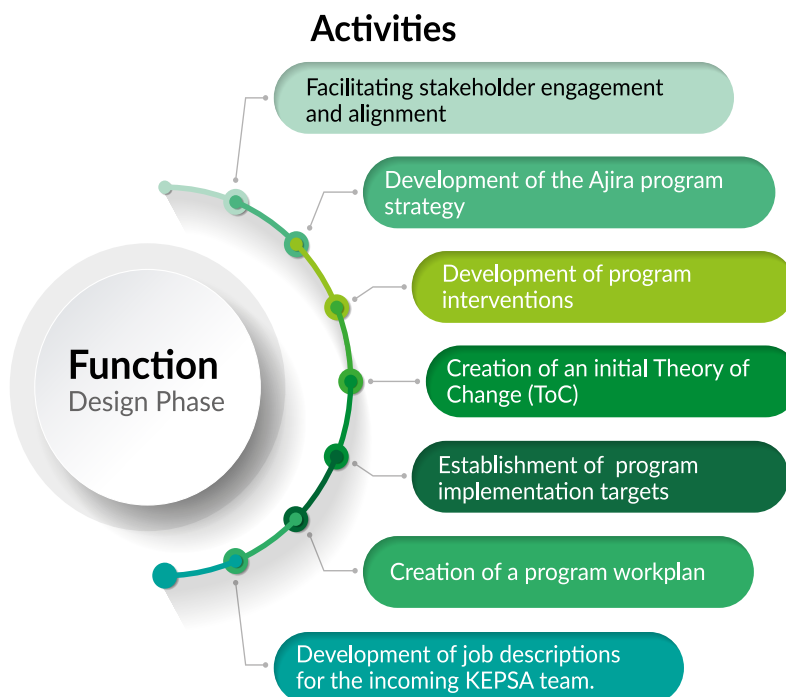 Activities
Facilitating stakeholder engagement
and alignment
Development of the Ajira program
strategy
Development of program
interventions
Function
Design Phase
Creation of an initial Theory of
Change (ToC)
Establishment of program
implementation targets
Creation of a program workplan
Development of job descriptions
for the incoming KEPSA team.